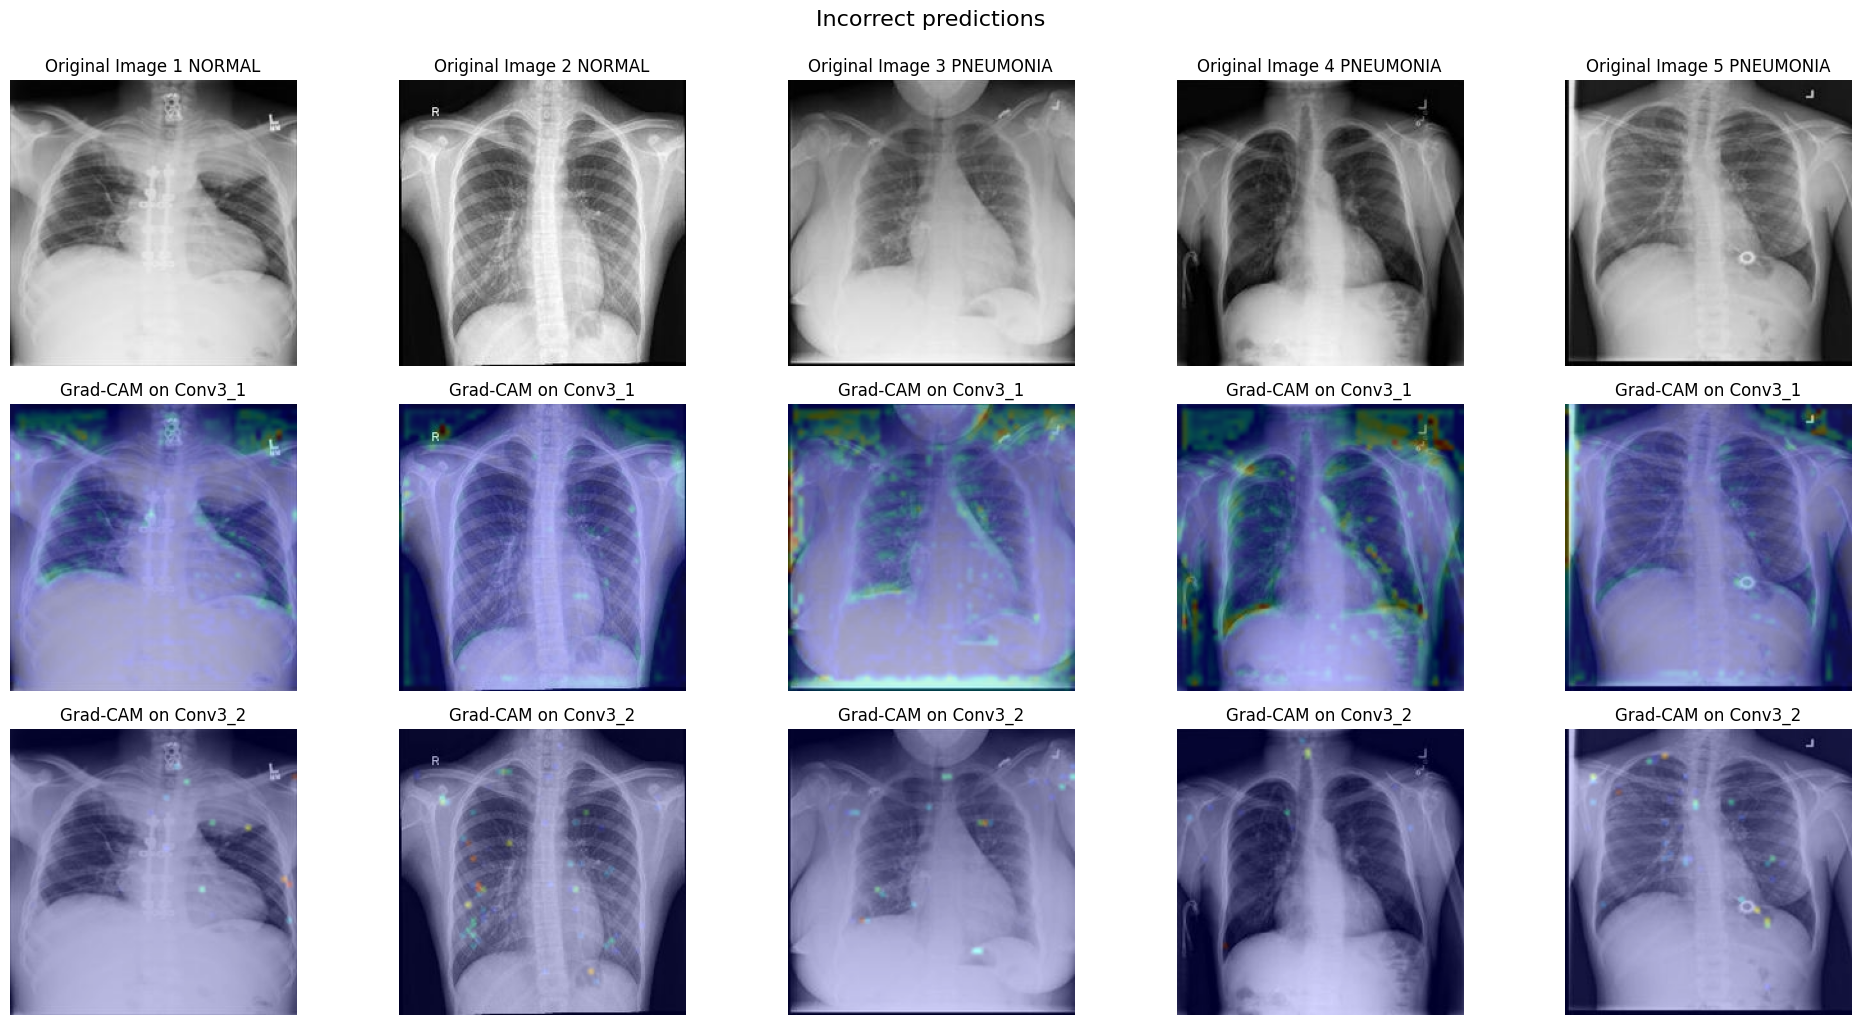 Incorrect predictions
Original Image 1 NORMAL
Original Image 2 NORMAL
Original Image 3 PNEUMONIA
Original Image 4 PNEUMONIA
Original Image 5 PNEUMONIA
L
R
L
L
L
Grad-CAM on Conv3_1
Grad-CAM on Conv3_1
Grad-CAM on Conv3_1
Grad-CAM on Conv3_1
Grad-CAM on Conv3_1
L
R
Grad-CAM on Conv3_2
Grad-CAM on Conv3_2
Grad-CAM on Conv3_2
Grad-CAM on Conv3_2
Grad-CAM on Conv3_2
L
R